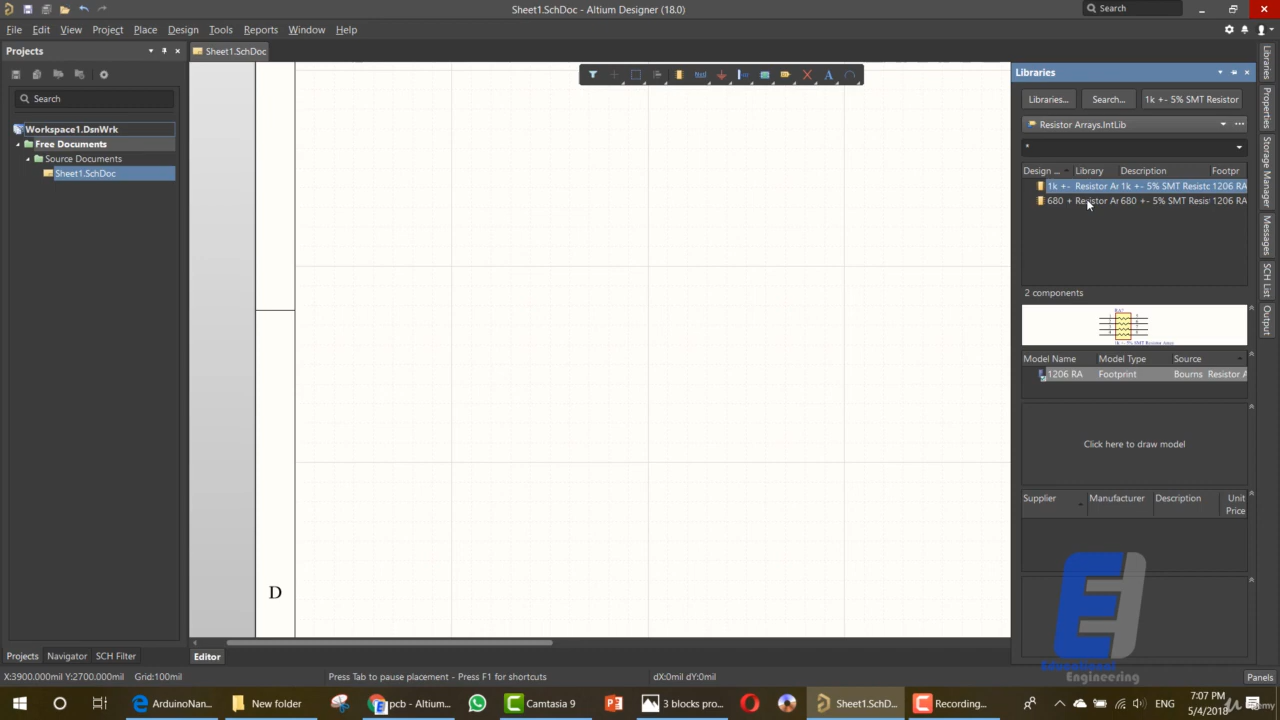 Sheet1.SchDoc - Altium Designer (18.0)
Search
File Edit View Project Place Design Tools Reports Window Help
Projects
Sheet1.SchDoc
Search
Workspace1.DsnWrk
Free Documents
Source Documents
Sheet1.SchDoc
D
Editor
Projects Navigator SCH Filter
Libraries
Libraries... Search... 1k +- 5% SMT Resistor
Resistor Arrays.IntLib
*
Design ... Library Description Footpr
1k +- Resistor Ar 1k +- 5% SMT Resistc 1206 RA
680 + Resistor Ar 680 +- 5% SMT Resis 1206 RA
2 components
Model Name Model Type Source
1206 RA Footprint Bourns Resistor A
Click here to draw model
Supplier Manufacturer Description Unit Price
Libraries
Properties
Storage Manager
Messages
SCH List
Output
Engineering
X:3900.000mil Y:2700.000mil Grid:100mil Press Tab to pause placement - Press F1 for shortcuts dX:0mil dY:0mil Panels
ArduinoNan... New folder pcb - Altium... Camtasia 9 3 blocks pro... Sheet1.SchD... Recording... ENG 7:07 PM
5/4/2018